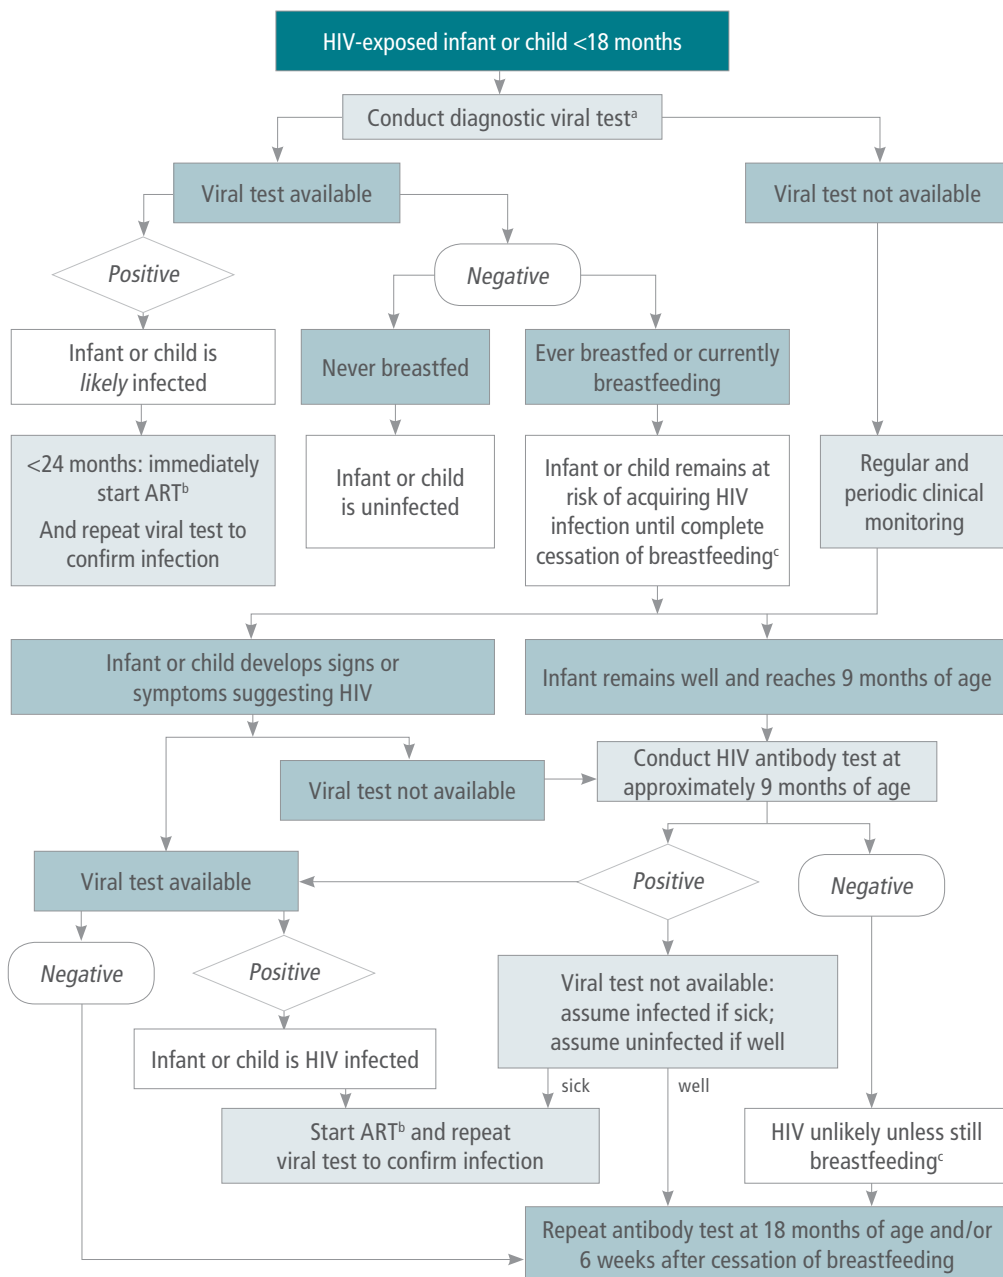 HIV-exposed infant or child <18 months
Conduct diagnostic viral testᵃ
Viral test available
Viral test not available
Positive
Negative
Infant or child is
likely infected
Never breastfed
Ever breastfed or currently
breastfeeding
<24 months: immediately
start ARTᵇ
And repeat viral test to
confirm infection
Infant or child
is uninfected
Infant or child remains at
risk of acquiring HIV
infection until complete
cessation of breastfeedingᶜ
Regular and
periodic clinical
monitoring
Infant or child develops signs or
symptoms suggesting HIV
Infant remains well and reaches 9 months of age
Viral test not available
Conduct HIV antibody test at
approximately 9 months of age
Viral test available
Positive
Negative
Negative
Positive
Viral test not available:
assume infected if sick;
assume uninfected if well
Infant or child is HIV infected
sick
well
Start ARTᵇ and repeat
viral test to confirm infection
HIV unlikely unless still
breastfeedingᶜ
Repeat antibody test at 18 months of age and/or
6 weeks after cessation of breastfeeding